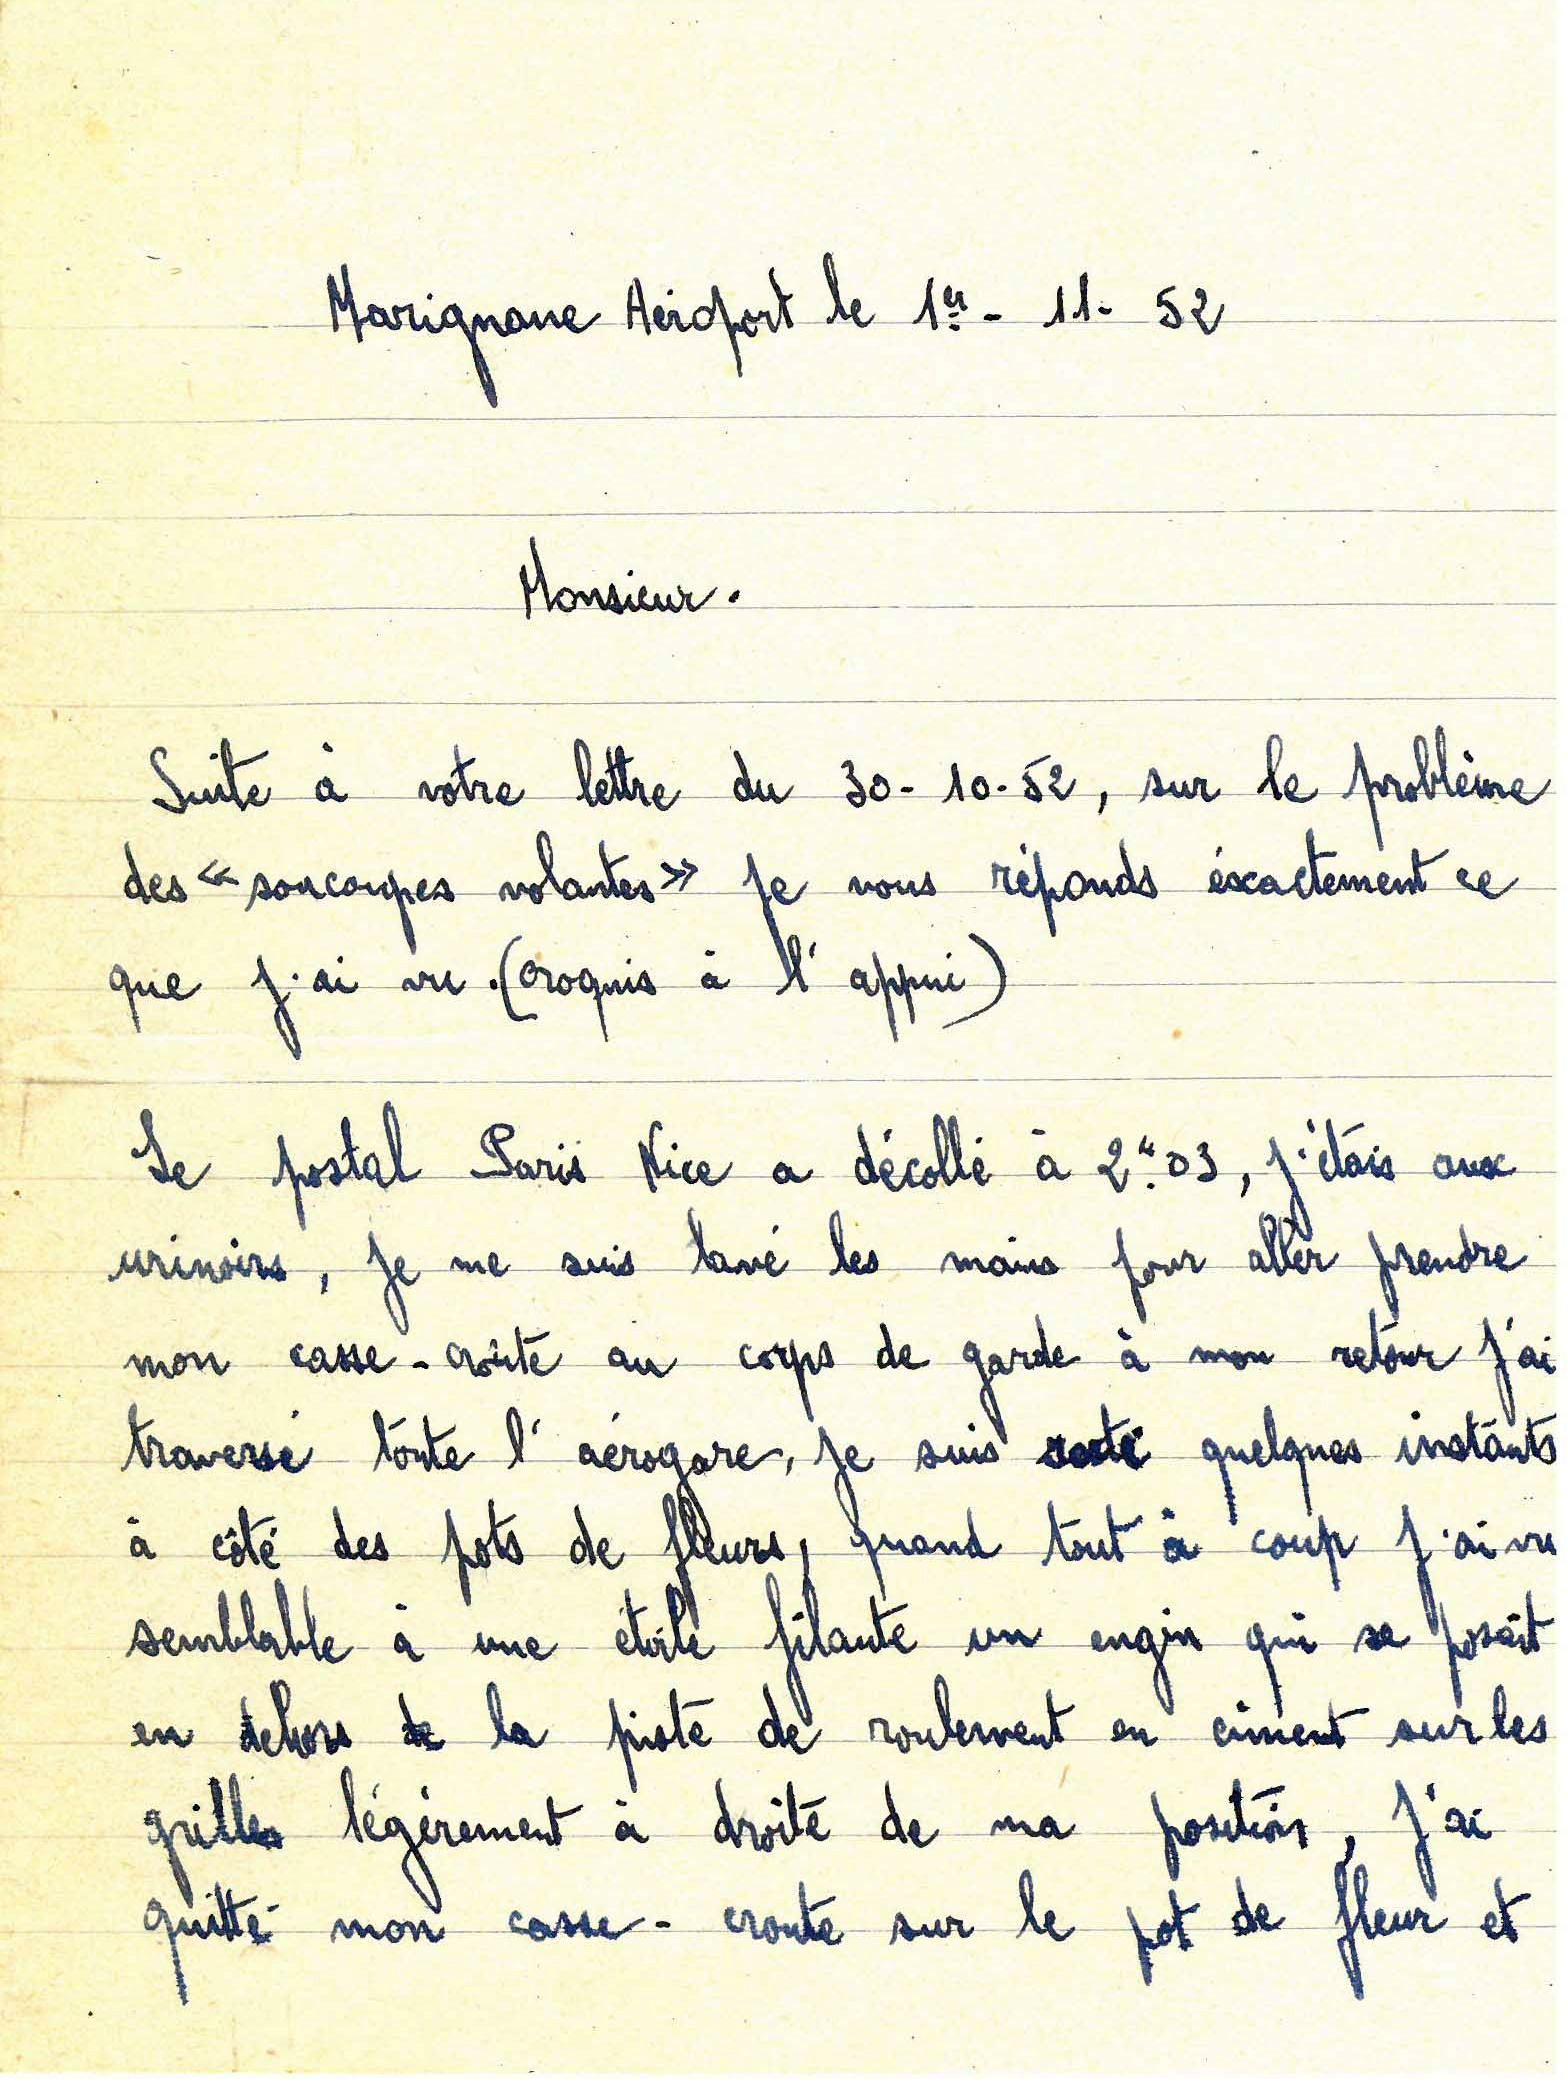 Marignane Aéroport le 1er - 11 - 52
Monsieur.
Suite à votre lettre du 30 - 10 - 52, sur le problème
des « soucoupes volantes » je vous réponds éxactement ce
que j'ai vu. (croquis à l'appui)
Le postal Paris Nice a décollé à 2h03, j'étais aux
urinoirs, je me suis lavé les mains pour aller prendre
mon casse-croûte au corps de garde à mon retour j'ai
traversé toute l'aérogare, je suis resté quelques instants
à côté des pots de fleurs, quand tout à coup j'ai vu
semblable à une étoile filante un engin qui se posait
en dehors de la piste de roulement en ciment sur les
grilles légérement à droite de ma position, j'ai
quitté mon casse-croute sur le pot de fleur et